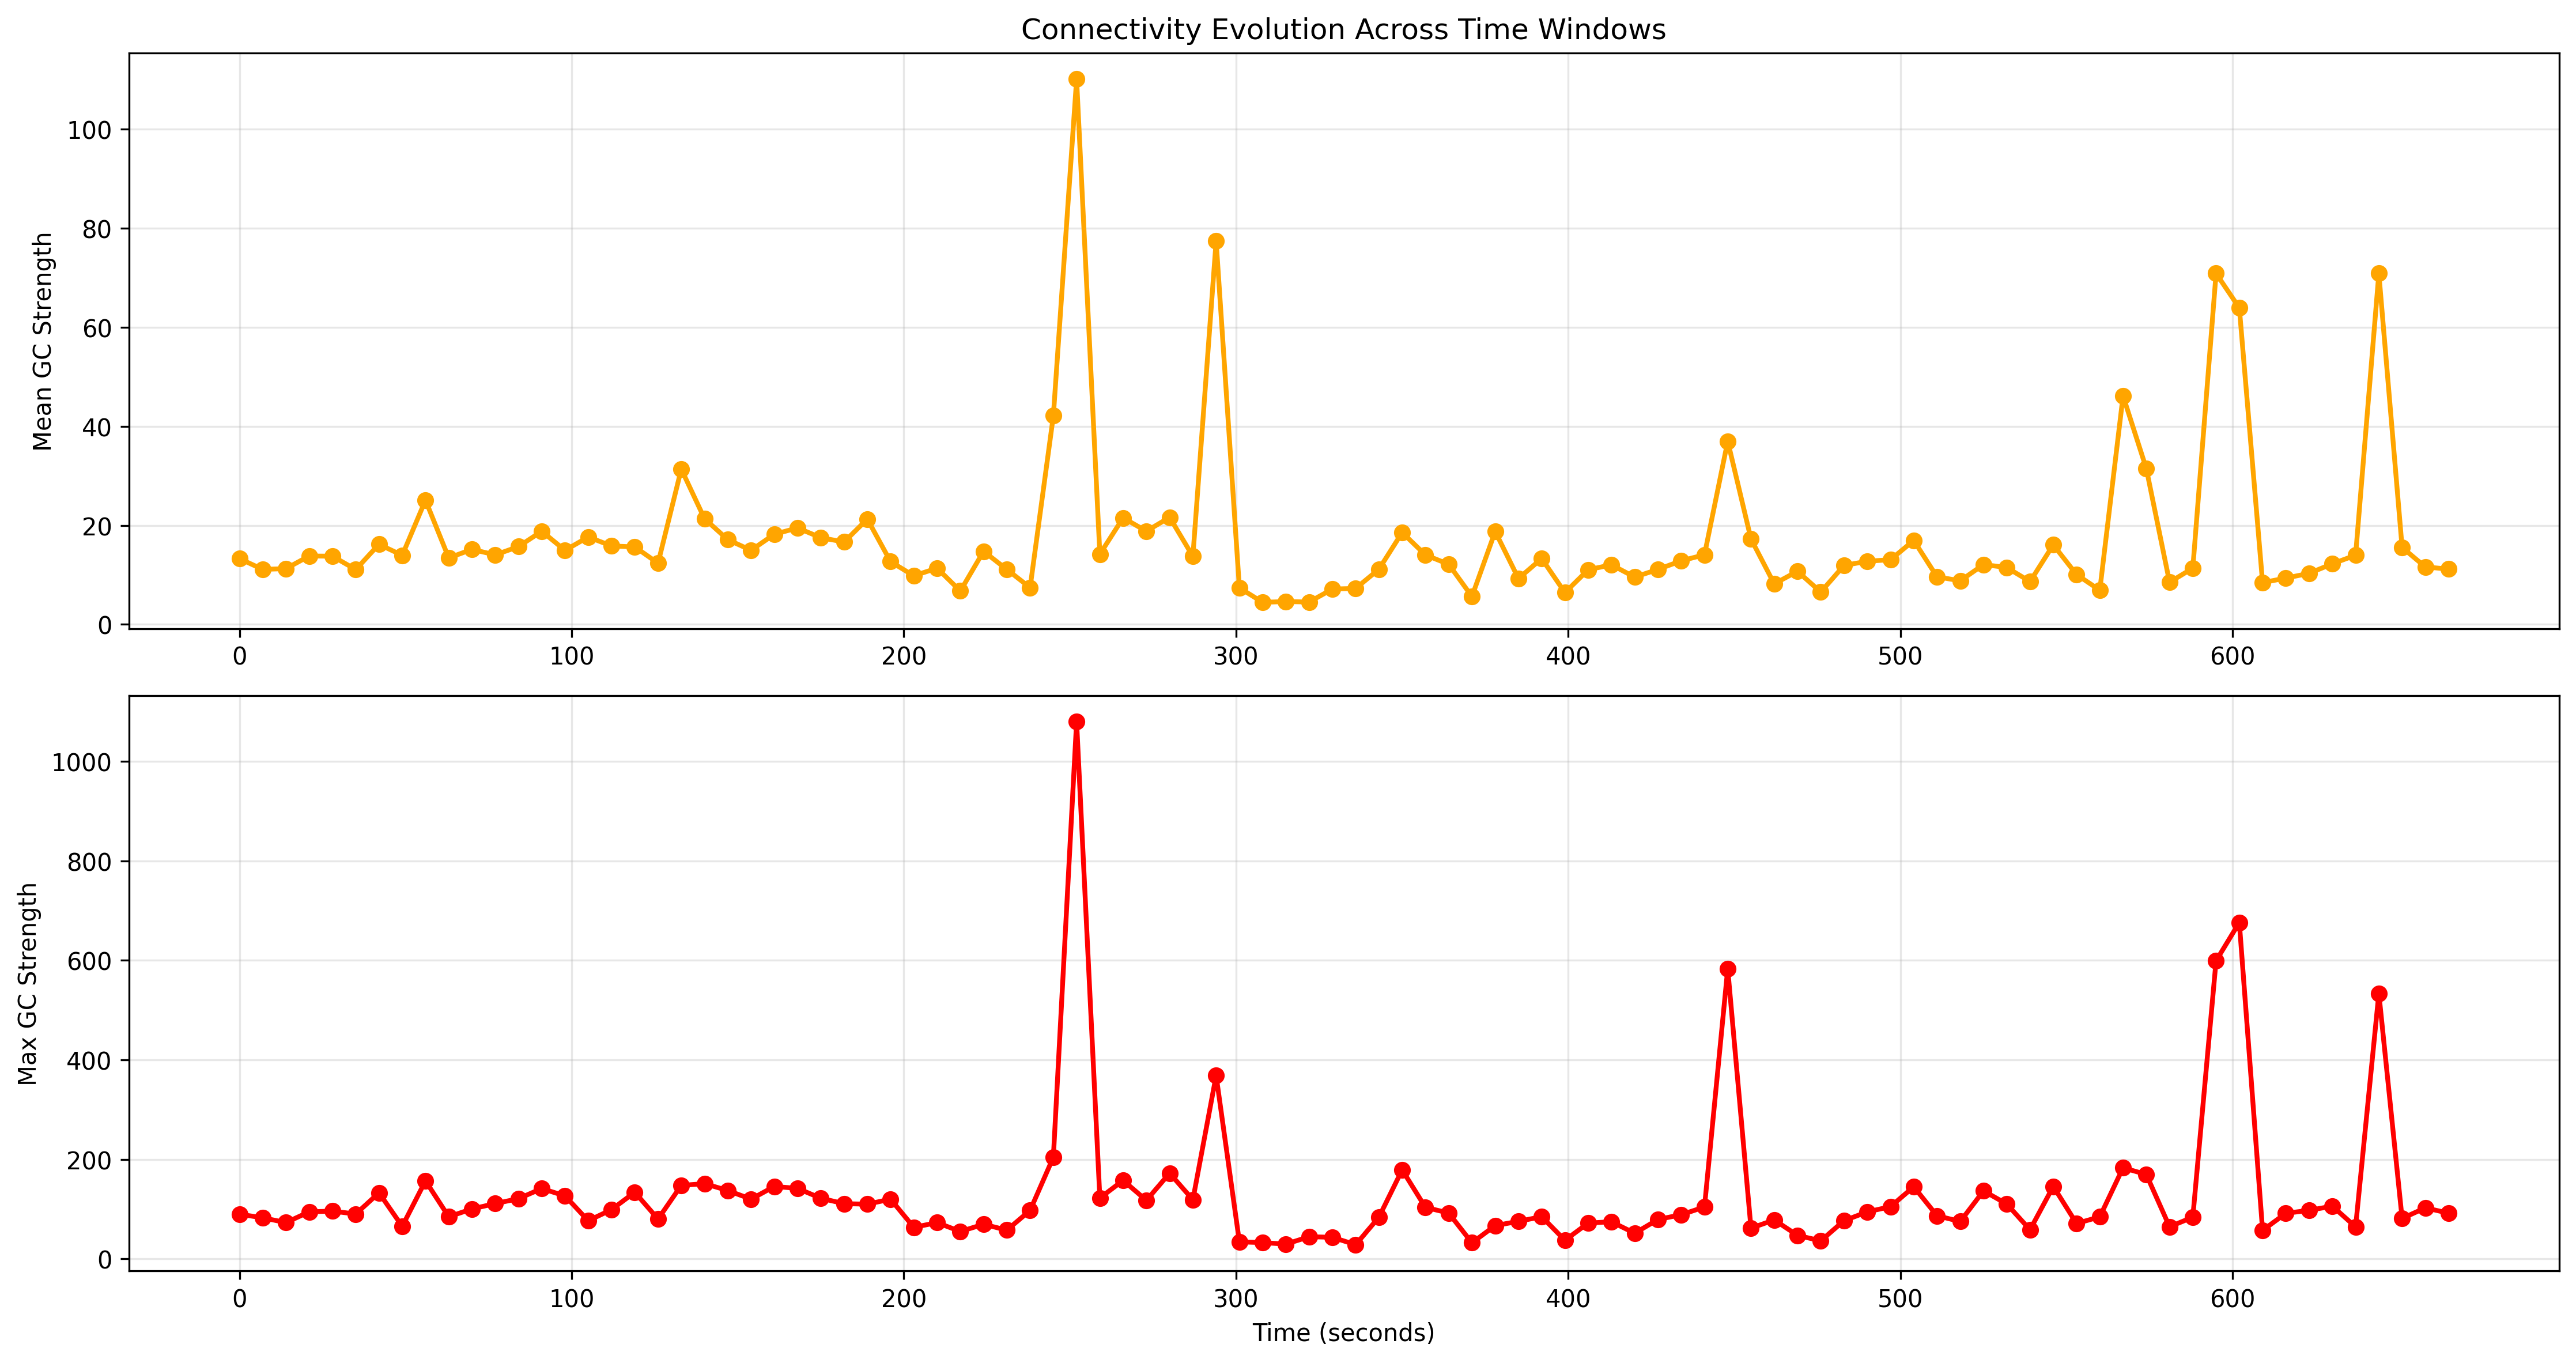 Connectivity Evolution Across Time Windows
Mean GC Strength
100
80
60
40
20
0
0 100 200 300 400 500 600
Max GC Strength
1000
800
600
400
200
0
0 100 200 300 400 500 600
Time (seconds)